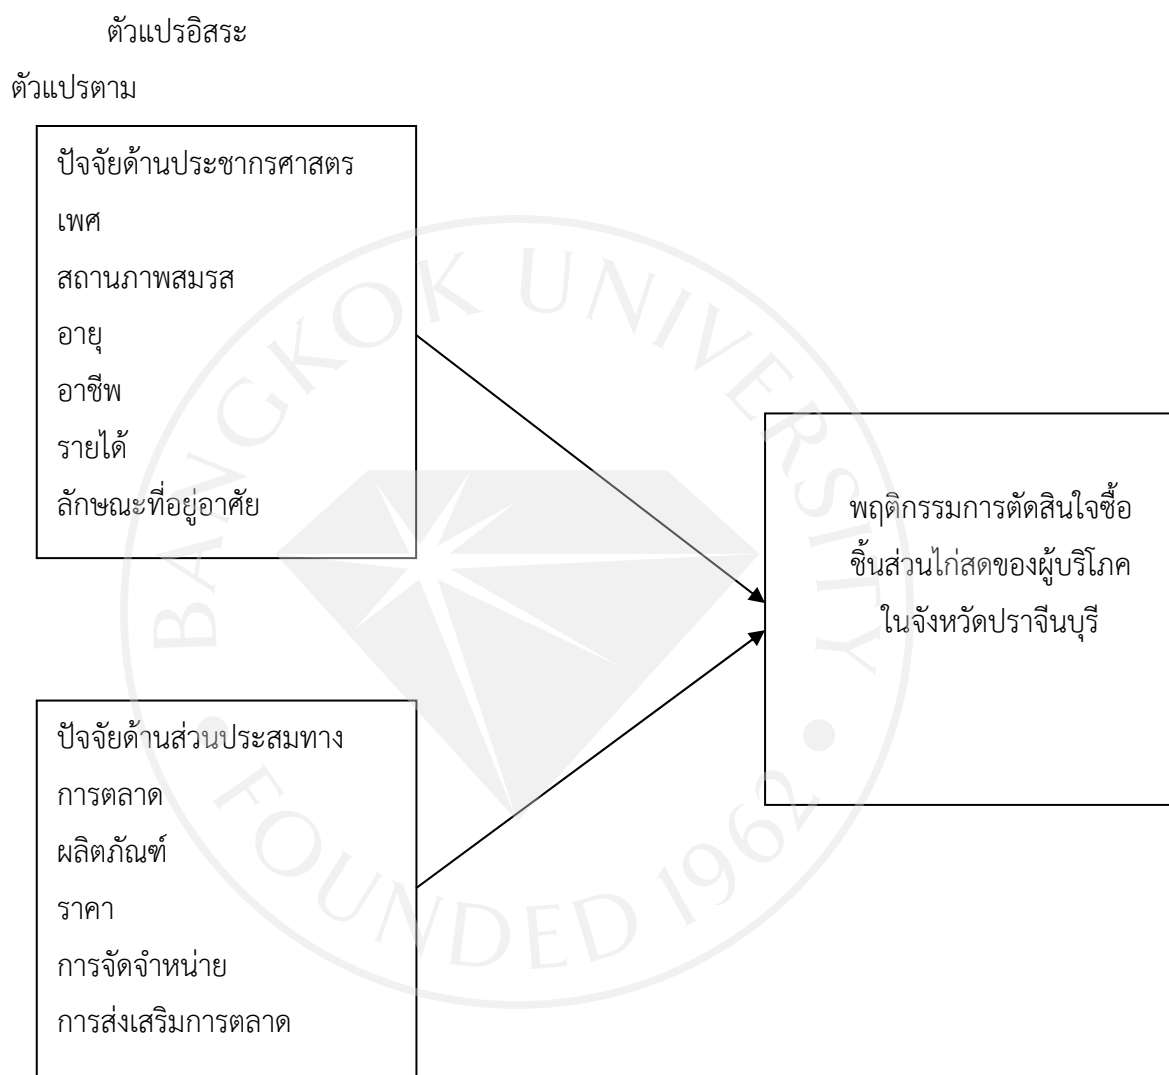 ตัวแปรอิสระ
ตัวแปรตาม
ปัจจัยด้านประชากรศาสตร
เพศ
สถานภาพสมรส
อายุ
อาชีพ
รายได้
ลักษณะที่อยู่อาศัย
พฤติกรรมการตัดสินใจซื้อ
ชิ้นส่วนไก่สดของผู้บริโภค
ในจังหวัดปราจีนบุรี
ปัจจัยด้านส่วนประสมทาง
การตลาด
ผลิตภัณฑ์
ราคา
การจัดจำหน่าย
การส่งเสริมการตลาด
BANGKOK UNIVERSITY
FOUNDED 1962